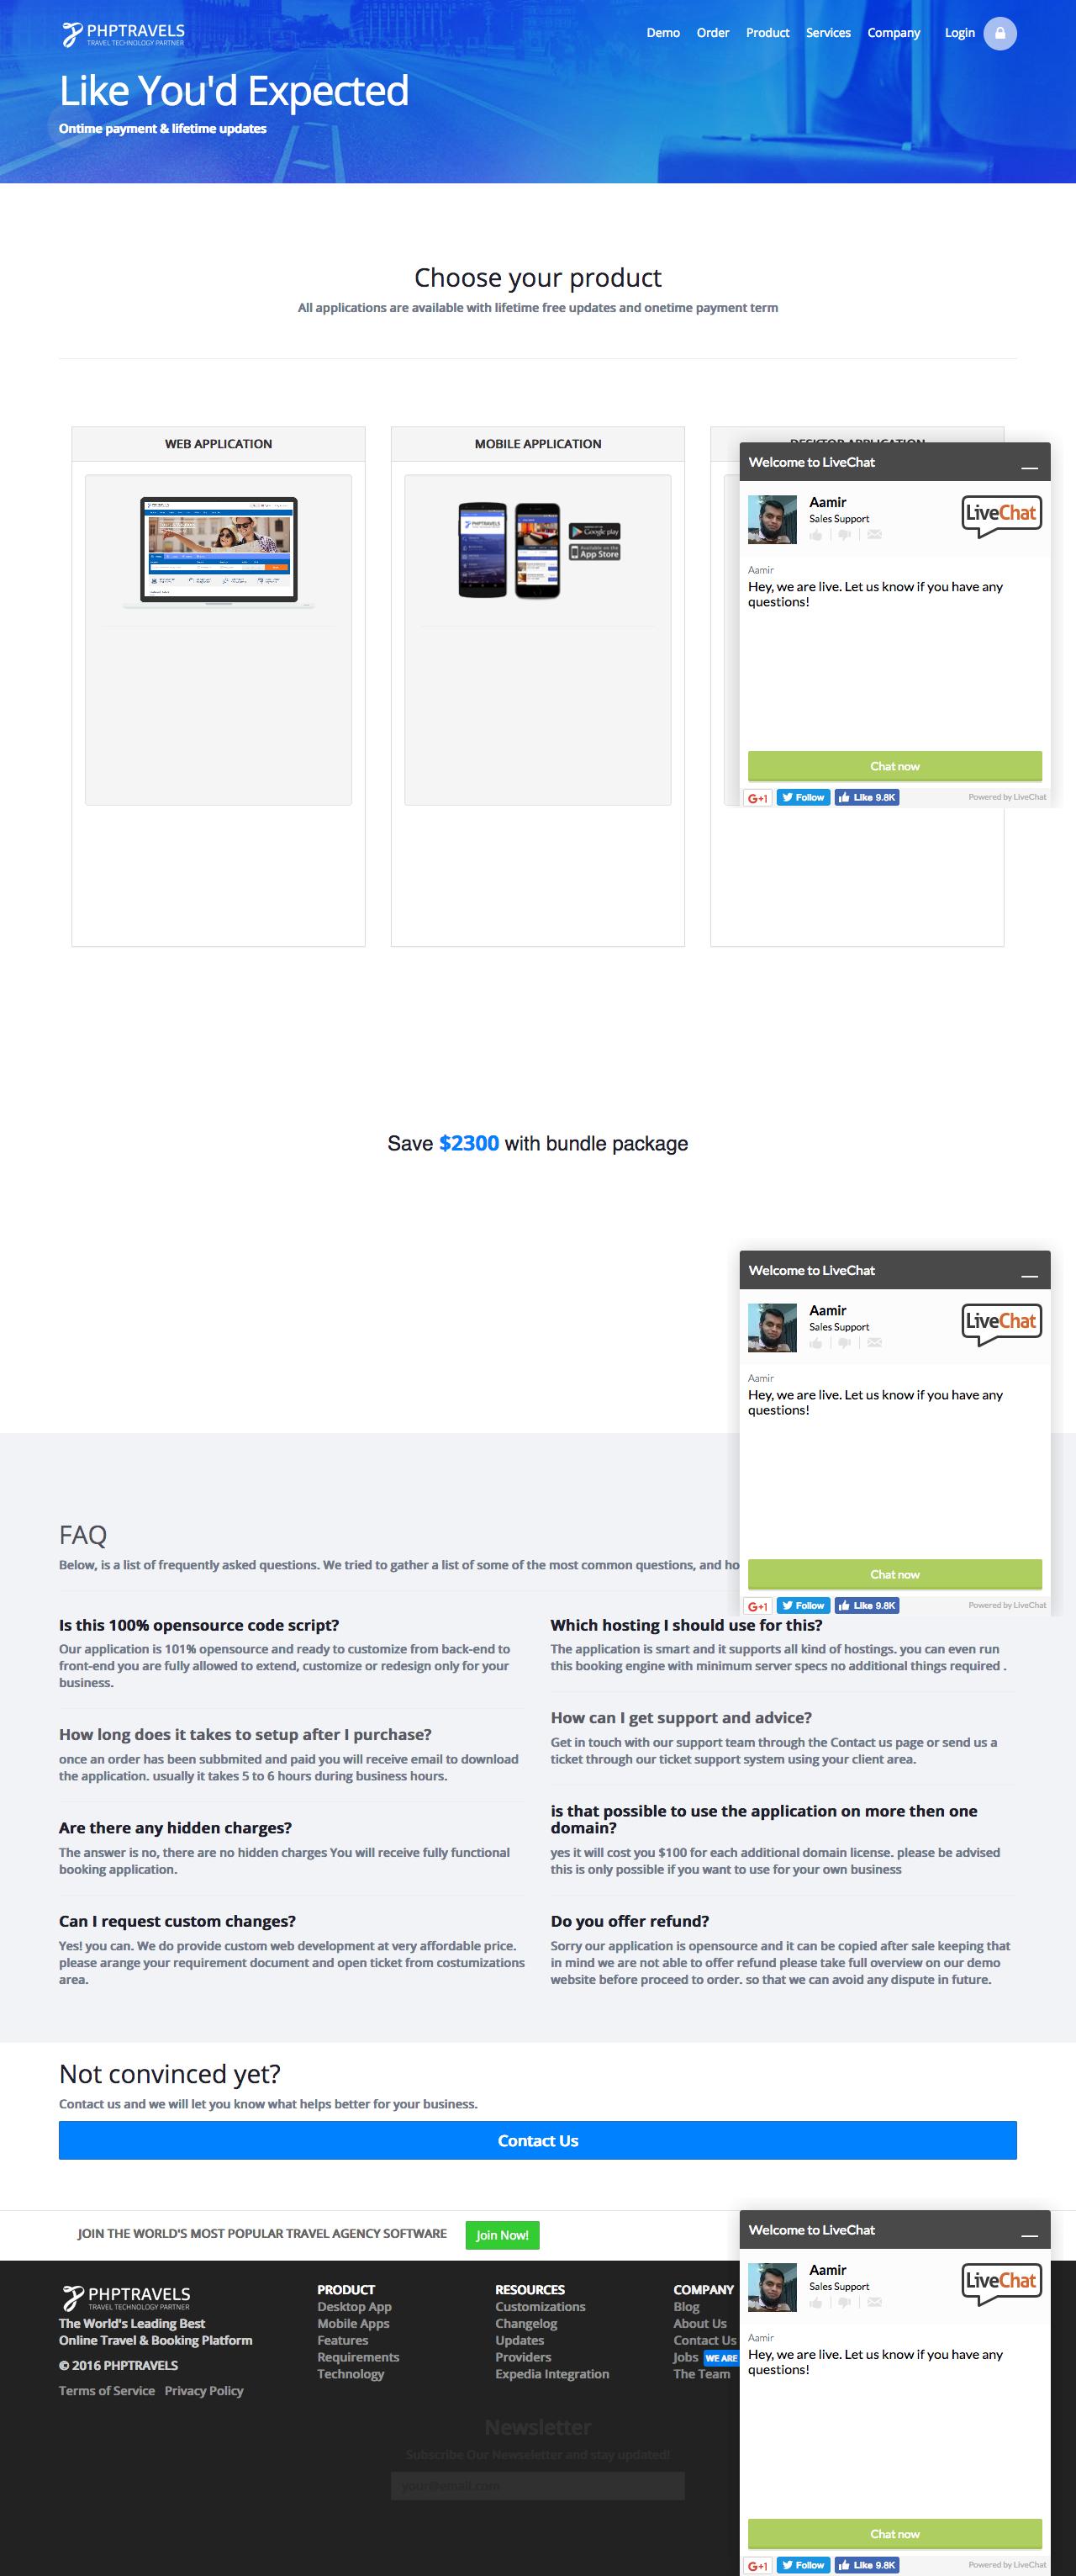 PHPTRAVELS
TRAVEL TECHNOLOGY PARTNER
Demo Order Product Services Company Login
Like You'd Expected
Ontime payment & lifetime updates
Choose your product
All applications are available with lifetime free updates and onetime payment term
WEB APPLICATION
MOBILE APPLICATION
DESKTOP APPLICATION
PHPTRAVELS
Google play
Available on the
App Store
Welcome to LiveChat
Aamir
Sales Support
LiveChat
Aamir
Hey, we are live. Let us know if you have any
questions!
Chat now
G+1 Follow Like 9.8K Powered by LiveChat
Save $2300 with bundle package
Welcome to LiveChat
Aamir
Sales Support
LiveChat
Aamir
Hey, we are live. Let us know if you have any
questions!
Chat now
G+1 Follow Like 9.8K Powered by LiveChat
FAQ
Below, is a list of frequently asked questions. We tried to gather a list of some of the most common questions, and ho
Is this 100% opensource code script?
Our application is 101% opensource and ready to customize from back-end to
front-end you are fully allowed to extend, customize or redesign only for your
business.
How long does it takes to setup after I purchase?
once an order has been subbmited and paid you will receive email to download
the application. usually it takes 5 to 6 hours during business hours.
Are there any hidden charges?
The answer is no, there are no hidden charges You will receive fully functional
booking application.
Can I request custom changes?
Yes! you can. We do provide custom web development at very affordable price.
please arange your requirement document and open ticket from costumizations
area.
Which hosting I should use for this?
The application is smart and it supports all kind of hostings. you can even run
this booking engine with minimum server specs no additional things required .
How can I get support and advice?
Get in touch with our support team through the Contact us page or send us a
ticket through our ticket support system using your client area.
is that possible to use the application on more then one
domain?
yes it will cost you $100 for each additional domain license. please be advised
this is only possible if you want to use for your own business
Do you offer refund?
Sorry our application is opensource and it can be copied after sale keeping that
in mind we are not able to offer refund please take full overview on our demo
website before proceed to order. so that we can avoid any dispute in future.
Not convinced yet?
Contact us and we will let you know what helps better for your business.
Contact Us
JOIN THE WORLD'S MOST POPULAR TRAVEL AGENCY SOFTWARE Join Now!
PHPTRAVELS
TRAVEL TECHNOLOGY PARTNER
The World's Leading Best
Online Travel & Booking Platform
© 2016 PHPTRAVELS
Terms of Service Privacy Policy
PRODUCT
Desktop App
Mobile Apps
Features
Requirements
Technology
RESOURCES
Customizations
Changelog
Updates
Providers
Expedia Integration
COMPANY
Blog
About Us
Contact Us
Jobs WE ARE
The Team
Welcome to LiveChat
Aamir
Sales Support
LiveChat
Aamir
Hey, we are live. Let us know if you have any
questions!
Chat now
G+1 Follow Like 9.8K Powered by LiveChat
Newsletter
Subscribe Our Newseletter and stay updated!
your@email.com